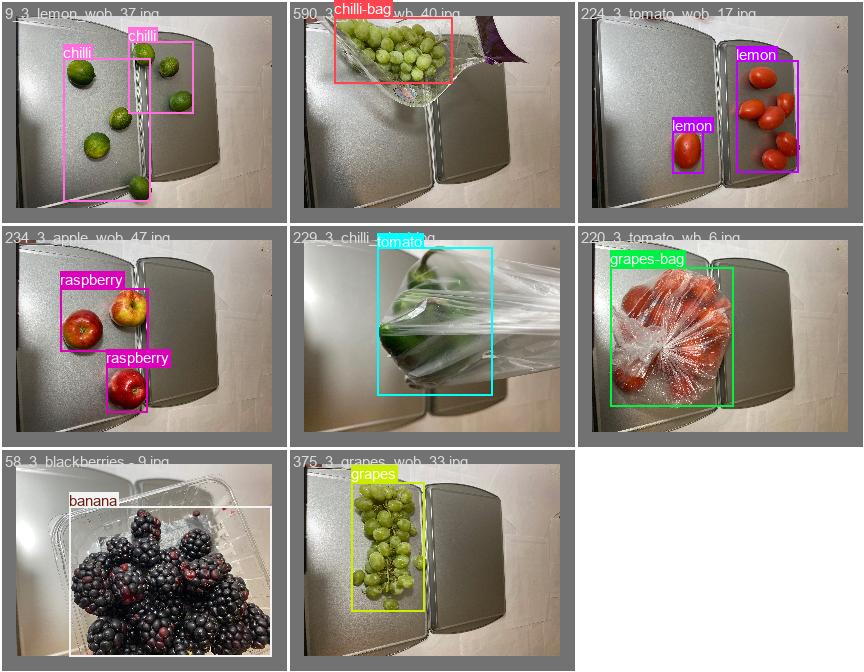 9_3_lemon_wob_37.jpg
chilli
chilli
590_3
wb_40.jpg
chilli-bag
224_3_tomato_wob_17.jpg
lemon
lemon
234_3_apple_wob_47.jpg
raspberry
raspberry
229_3_chilli
tomato
220_3_tomato_wb_6.jpg
grapes-bag
58_3_blackberries - 9.jpg
banana
375_3_grapes_wob_33.jpg
grapes